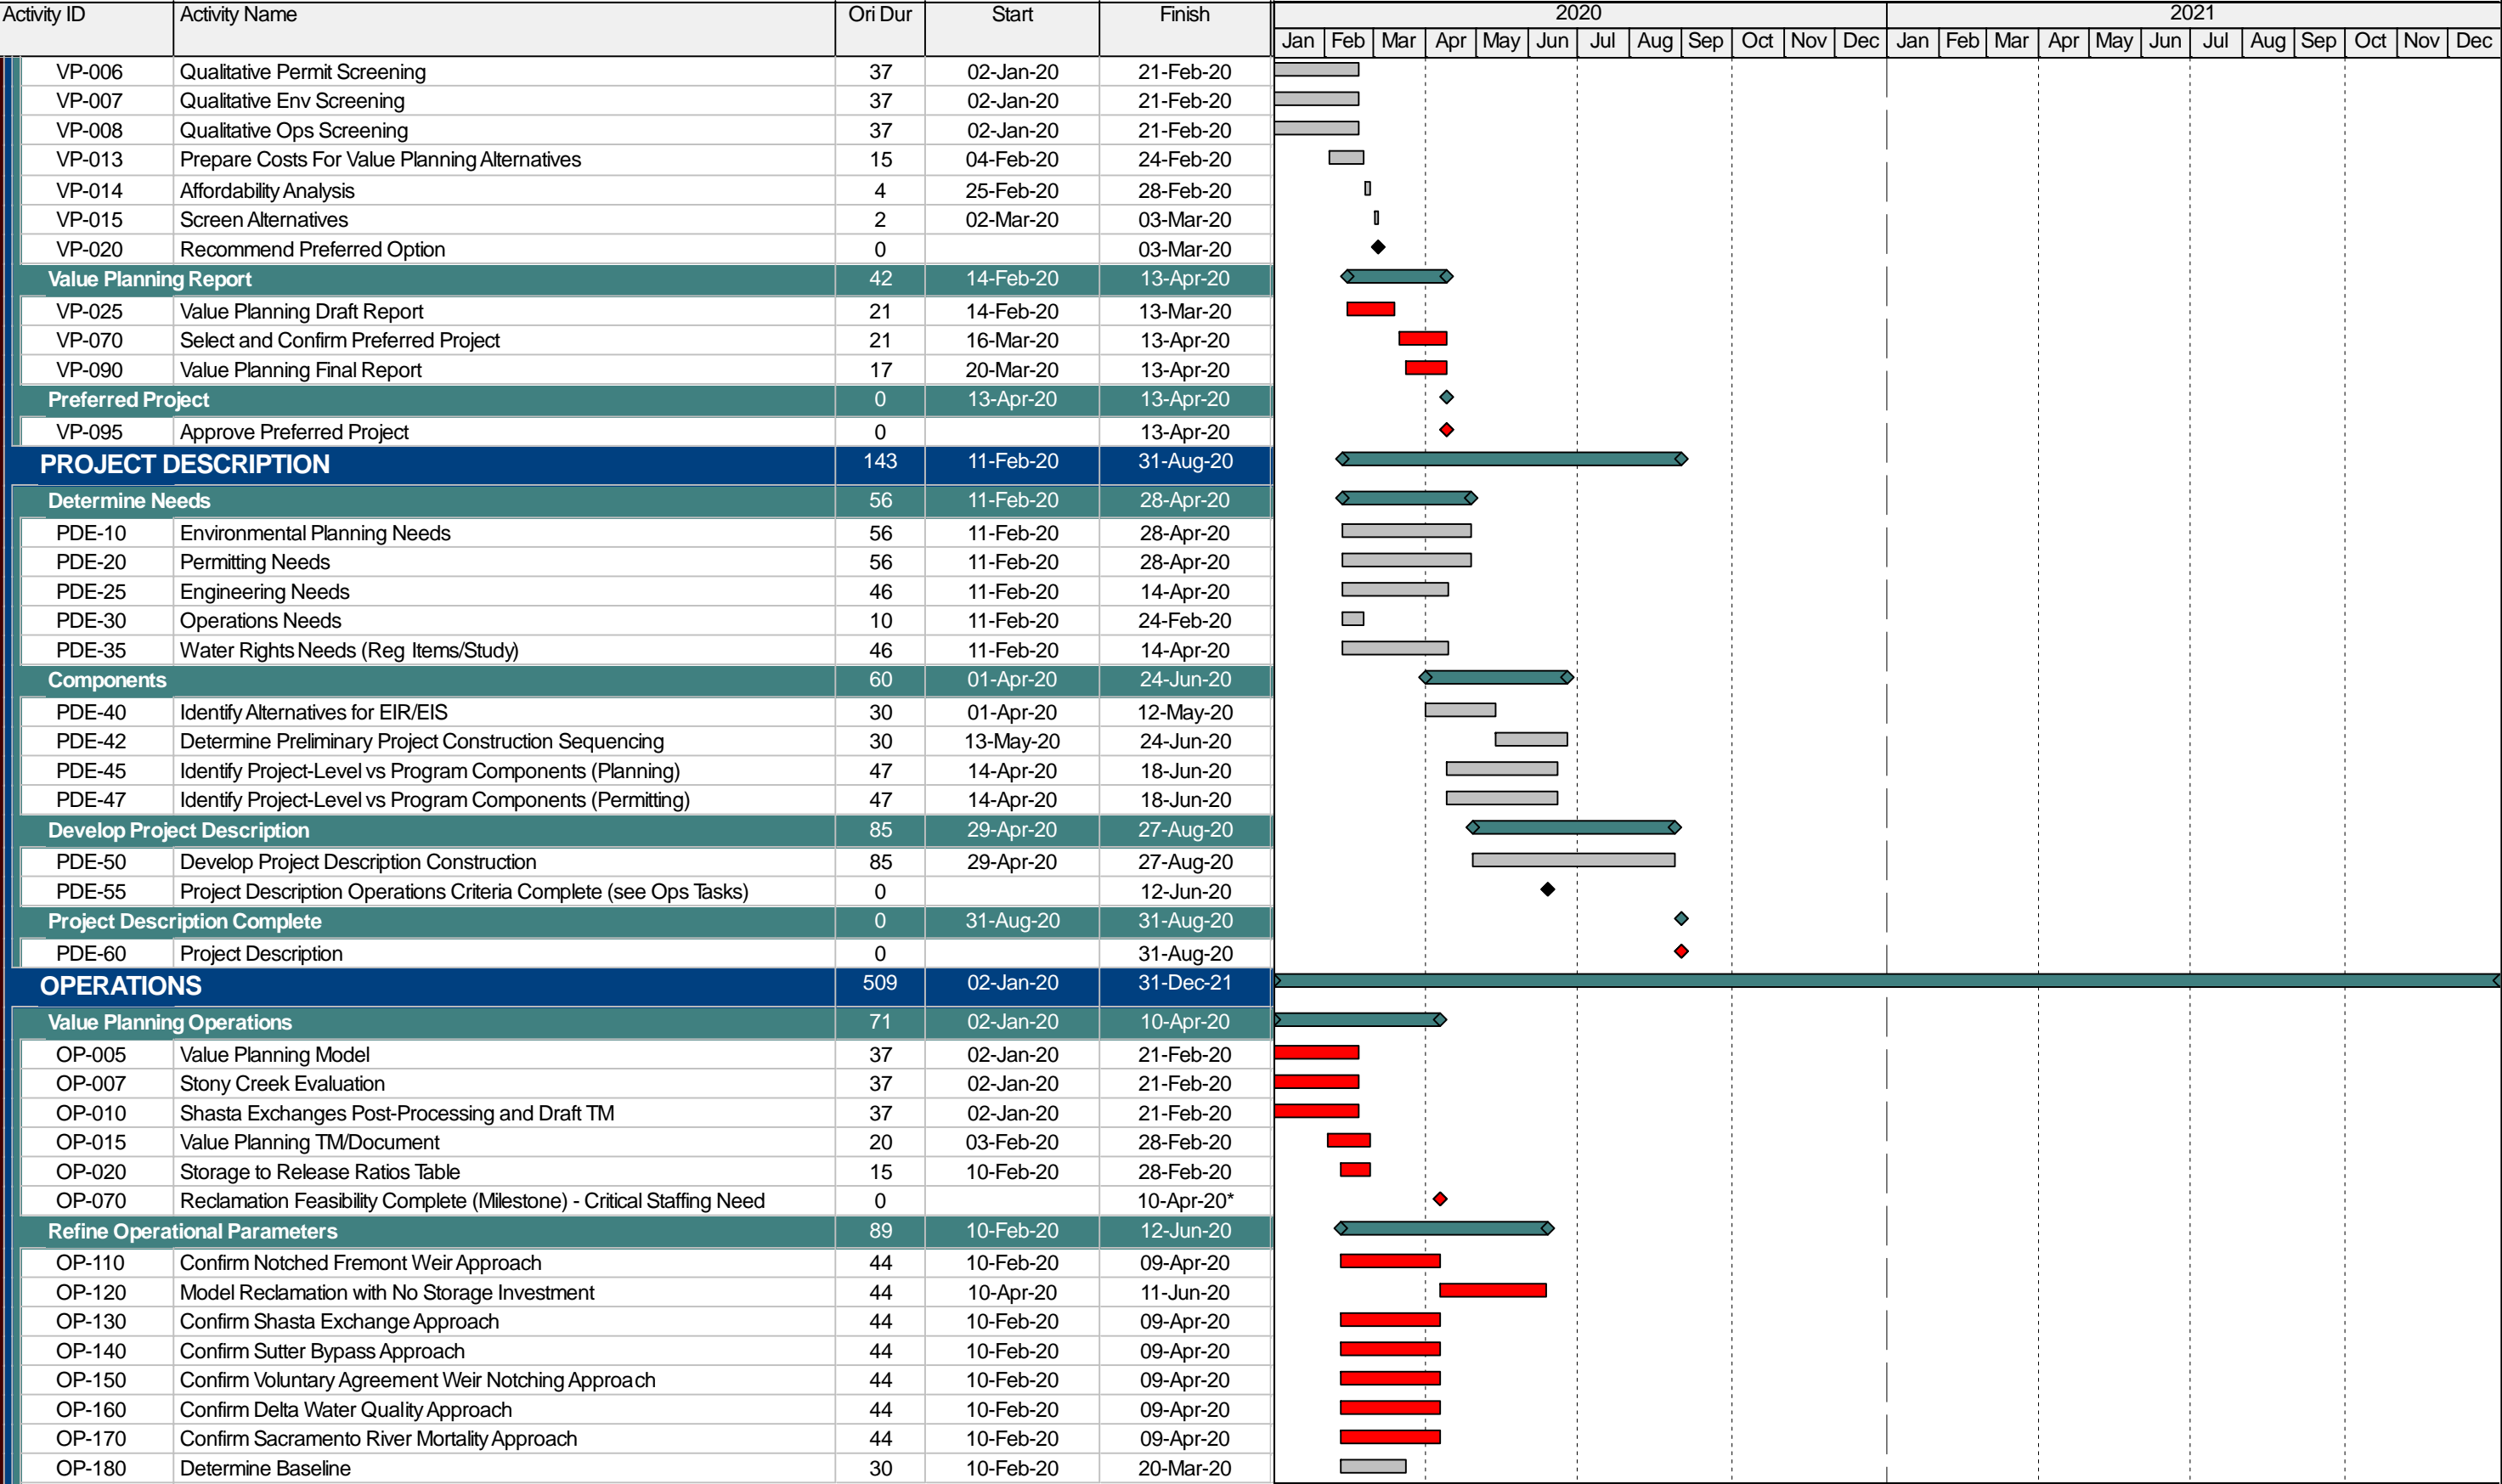 Activity ID Activity Name Ori Dur Start Finish 2020 2021
Jan Feb Mar Apr May Jun Jul Aug Sep Oct Nov Dec Jan Feb Mar Apr May Jun Jul Aug Sep Oct Nov Dec
VP-006 Qualitative Permit Screening 37 02-Jan-20 21-Feb-20
VP-007 Qualitative Env Screening 37 02-Jan-20 21-Feb-20
VP-008 Qualitative Ops Screening 37 02-Jan-20 21-Feb-20
VP-013 Prepare Costs For Value Planning Alternatives 15 04-Feb-20 24-Feb-20
VP-014 Affordability Analysis 4 25-Feb-20 28-Feb-20
VP-015 Screen Alternatives 2 02-Mar-20 03-Mar-20
VP-020 Recommend Preferred Option 0 03-Mar-20
Value Planning Report 42 14-Feb-20 13-Apr-20
VP-025 Value Planning Draft Report 21 14-Feb-20 13-Mar-20
VP-070 Select and Confirm Preferred Project 21 16-Mar-20 13-Apr-20
VP-090 Value Planning Final Report 17 20-Mar-20 13-Apr-20
Preferred Project 0 13-Apr-20 13-Apr-20
VP-095 Approve Preferred Project 0 13-Apr-20
PROJECT DESCRIPTION 143 11-Feb-20 31-Aug-20
Determine Needs 56 11-Feb-20 28-Apr-20
PDE-10 Environmental Planning Needs 56 11-Feb-20 28-Apr-20
PDE-20 Permitting Needs 56 11-Feb-20 28-Apr-20
PDE-25 Engineering Needs 46 11-Feb-20 14-Apr-20
PDE-30 Operations Needs 10 11-Feb-20 24-Feb-20
PDE-35 Water Rights Needs (Reg Items/Study) 46 11-Feb-20 14-Apr-20
Components 60 01-Apr-20 24-Jun-20
PDE-40 Identify Alternatives for EIR/EIS 30 01-Apr-20 12-May-20
PDE-42 Determine Preliminary Project Construction Sequencing 30 13-May-20 24-Jun-20
PDE-45 Identify Project-Level vs Program Components (Planning) 47 14-Apr-20 18-Jun-20
PDE-47 Identify Project-Level vs Program Components (Permitting) 47 14-Apr-20 18-Jun-20
Develop Project Description 85 29-Apr-20 27-Aug-20
PDE-50 Develop Project Description Construction 85 29-Apr-20 27-Aug-20
PDE-55 Project Description Operations Criteria Complete (see Ops Tasks) 0 12-Jun-20
Project Description Complete 0 31-Aug-20 31-Aug-20
PDE-60 Project Description 0 31-Aug-20
OPERATIONS 509 02-Jan-20 31-Dec-21
Value Planning Operations 71 02-Jan-20 10-Apr-20
OP-005 Value Planning Model 37 02-Jan-20 21-Feb-20
OP-007 Stony Creek Evaluation 37 02-Jan-20 21-Feb-20
OP-010 Shasta Exchanges Post-Processing and Draft TM 37 02-Jan-20 21-Feb-20
OP-015 Value Planning TM/Document 20 03-Feb-20 28-Feb-20
OP-020 Storage to Release Ratios Table 15 10-Feb-20 28-Feb-20
OP-070 Reclamation Feasibility Complete (Milestone) - Critical Staffing Need 0 10-Apr-20*
Refine Operational Parameters 89 10-Feb-20 12-Jun-20
OP-110 Confirm Notched Fremont Weir Approach 44 10-Feb-20 09-Apr-20
OP-120 Model Reclamation with No Storage Investment 44 10-Apr-20 11-Jun-20
OP-130 Confirm Shasta Exchange Approach 44 10-Feb-20 09-Apr-20
OP-140 Confirm Sutter Bypass Approach 44 10-Feb-20 09-Apr-20
OP-150 Confirm Voluntary Agreement Weir Notching Approach 44 10-Feb-20 09-Apr-20
OP-160 Confirm Delta Water Quality Approach 44 10-Feb-20 09-Apr-20
OP-170 Confirm Sacramento River Mortality Approach 44 10-Feb-20 09-Apr-20
OP-180 Determine Baseline 30 10-Feb-20 20-Mar-20